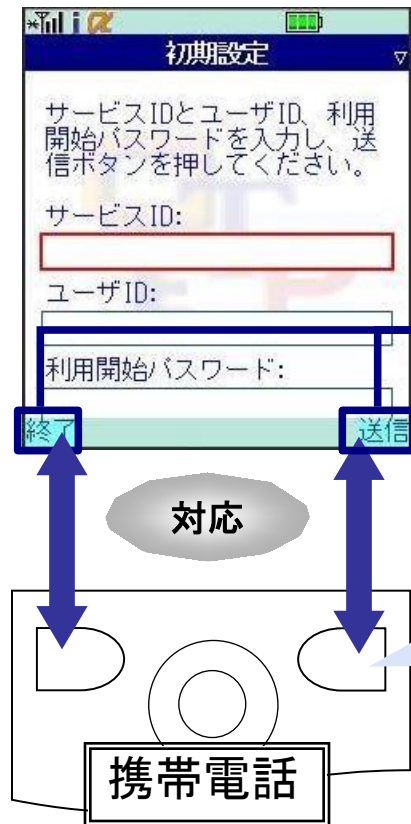 初期設定
サービスIDとユーザID、利用
開始パスワードを入力し、送
信ボタンを押してください。
サービスID:
ユーザID:
利用開始パスワード:
終了
送信
対応
携帯電話